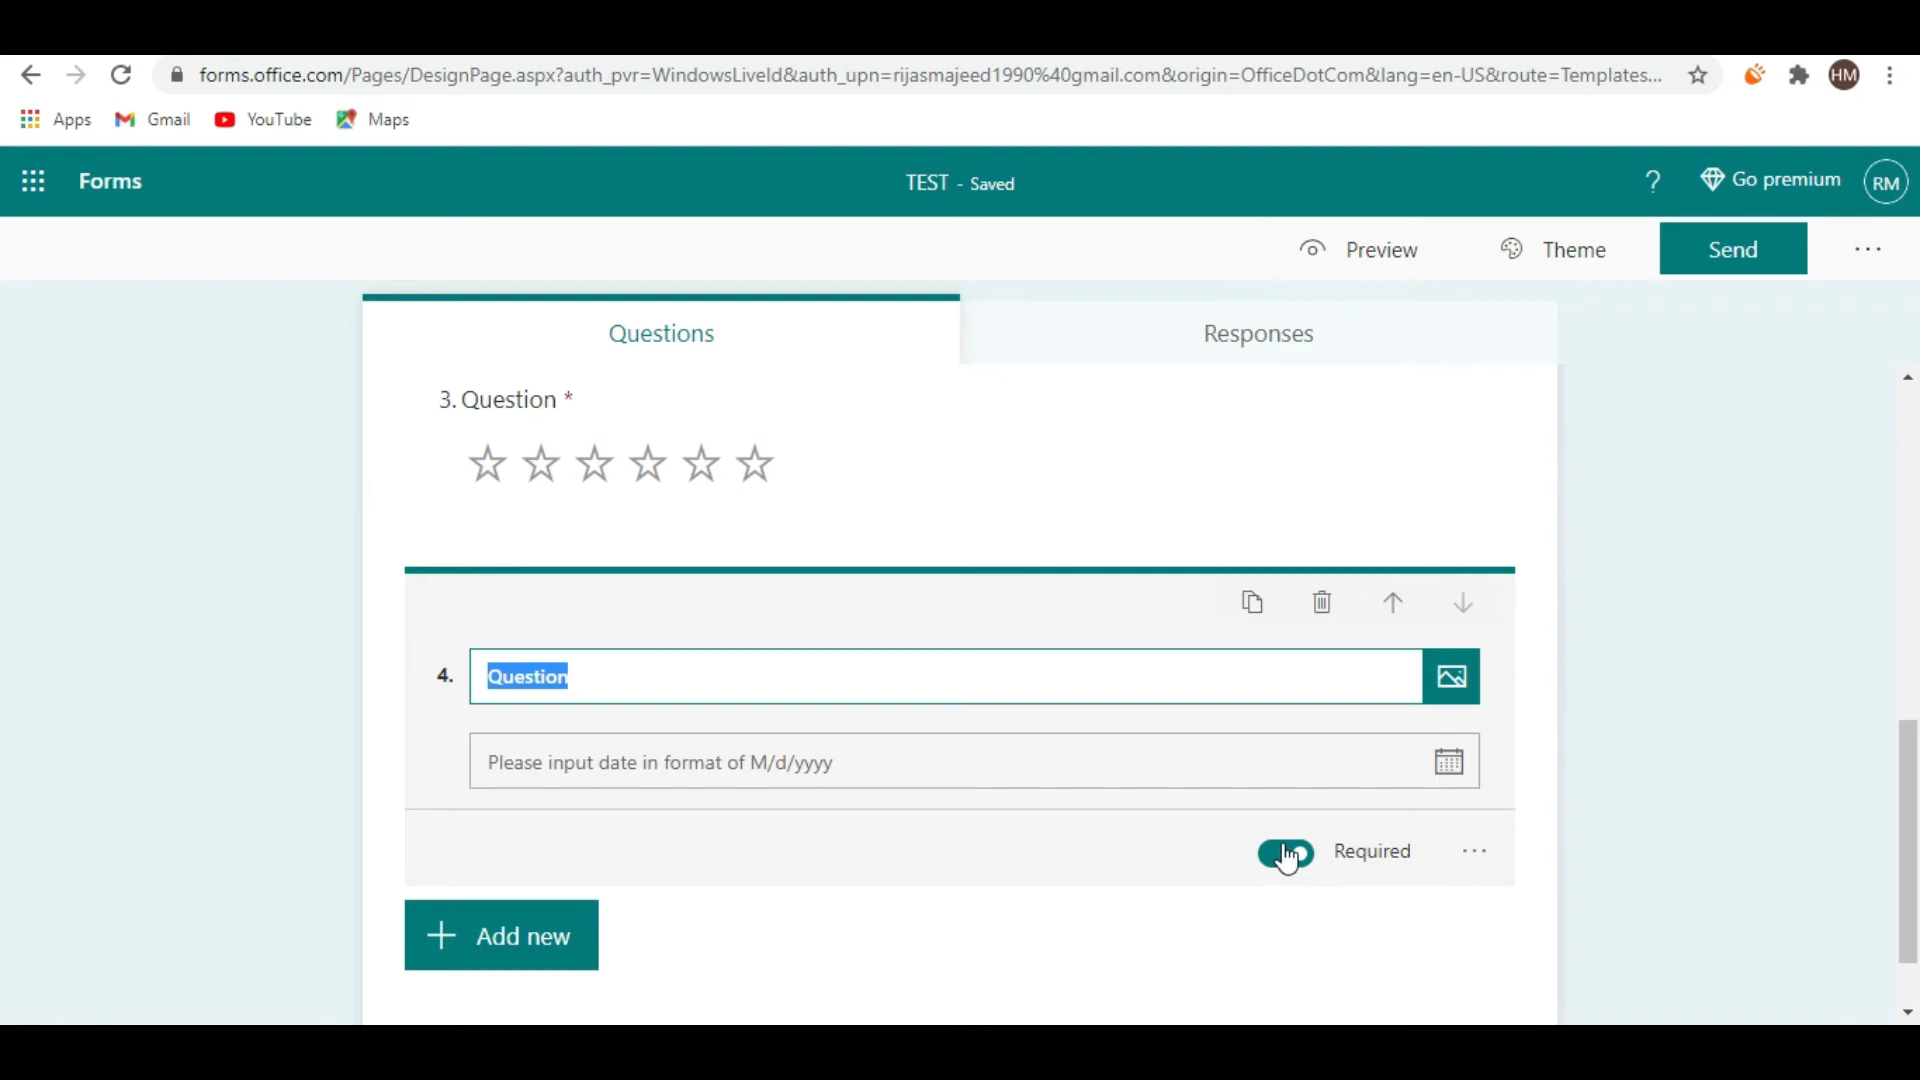 forms.office.com/Pages/DesignPage.aspx?auth_pvr=WindowsLiveId&auth_upn=rijasmajeed1990%40gmail.com&origin=OfficeDotCom&lang=en-US&route=Templates...
HM
Apps Gmail YouTube Maps
Forms TEST - Saved ? Go premium RM
Preview Theme Send ...
Questions Responses
3. Question *
4. Question
Please input date in format of M/d/yyyy
Required ...
+ Add new